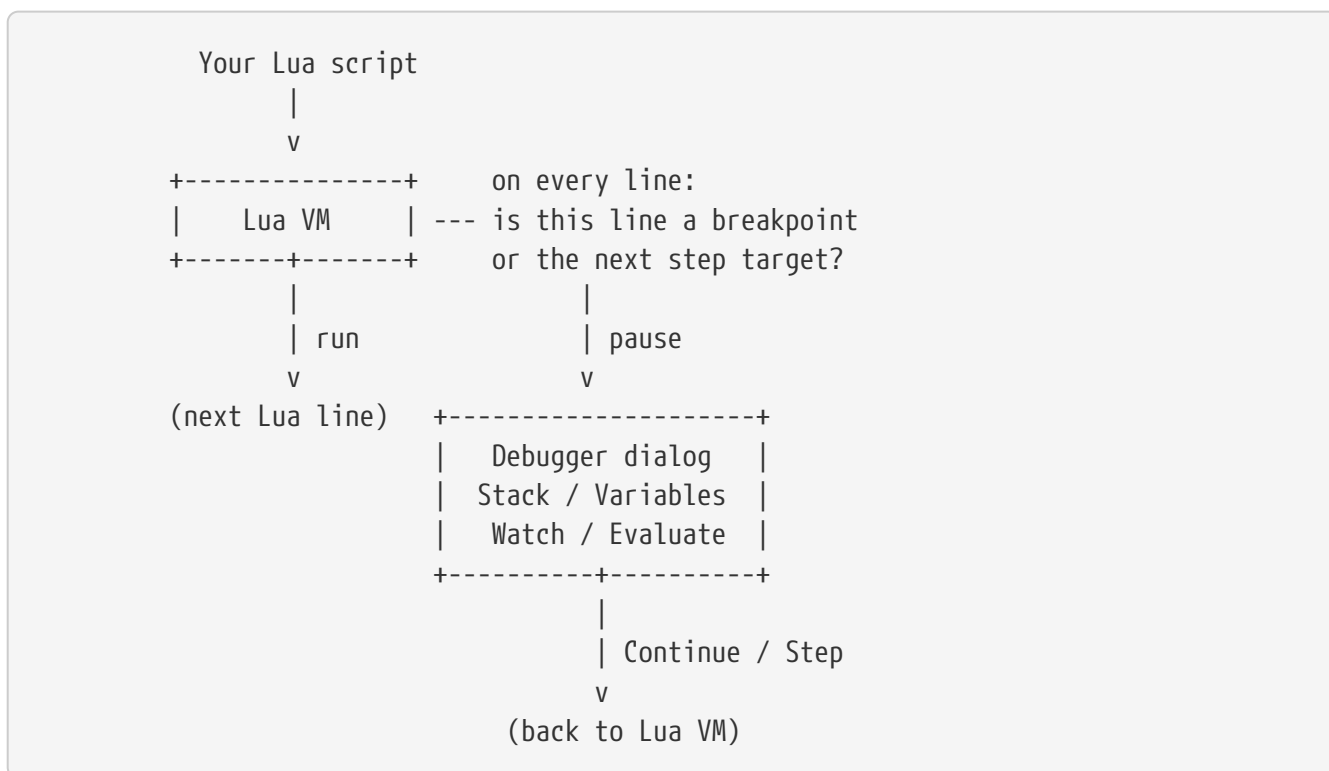 Your Lua script
|
v
+---------------+     on every line:
|    Lua VM     | --- is this line a breakpoint
+-------+-------+     or the next step target?
|                   |
| run               | pause
v                   v
(next Lua line)   +---------------------+
|   Debugger dialog   |
|  Stack / Variables  |
|   Watch / Evaluate  |
+----------+----------+
|
| Continue / Step
v
(back to Lua VM)